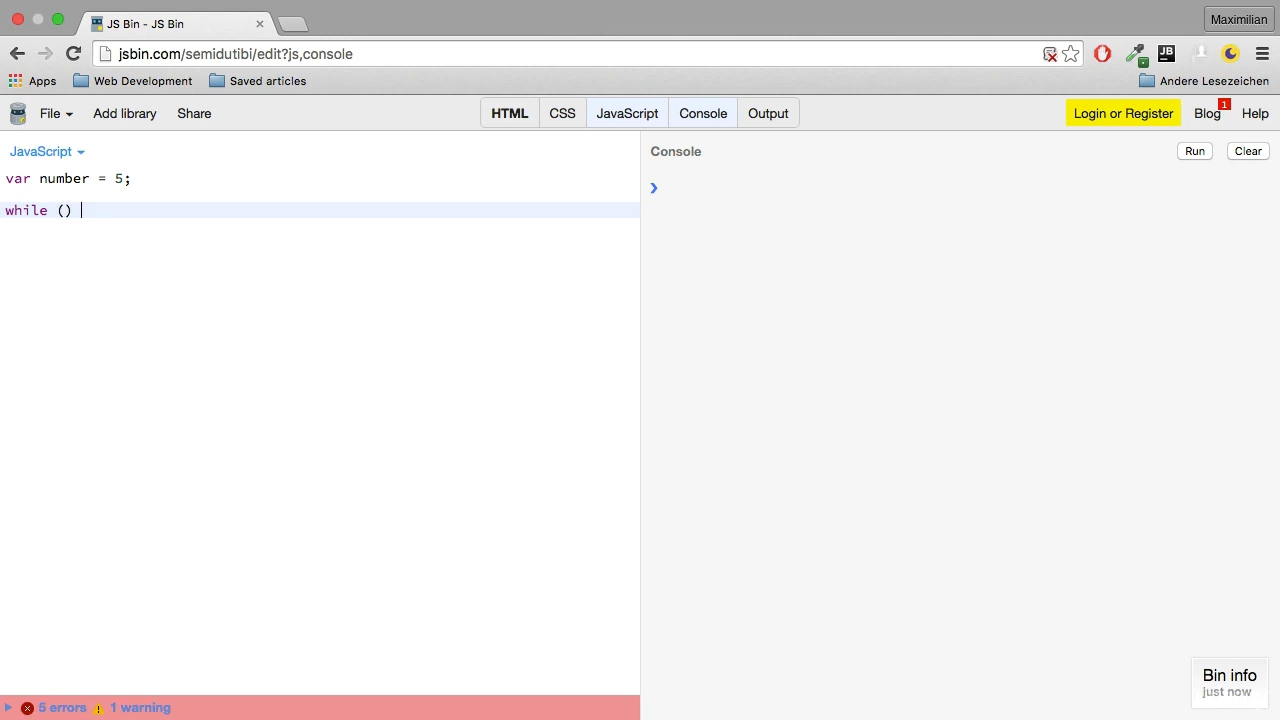 JS Bin - JS Bin
Maximilian
jsbin.com/semidutibi/edit?js,console
JB
Apps
Web Development
Saved articles
Andere Lesezeichen
File
Add library
Share
HTML
CSS
JavaScript
Console
Output
Login or Register
Blog
1
Help
JavaScript
Console
Run
Clear
var number = 5;
while ()
Bin info
just now
5 errors
1 warning